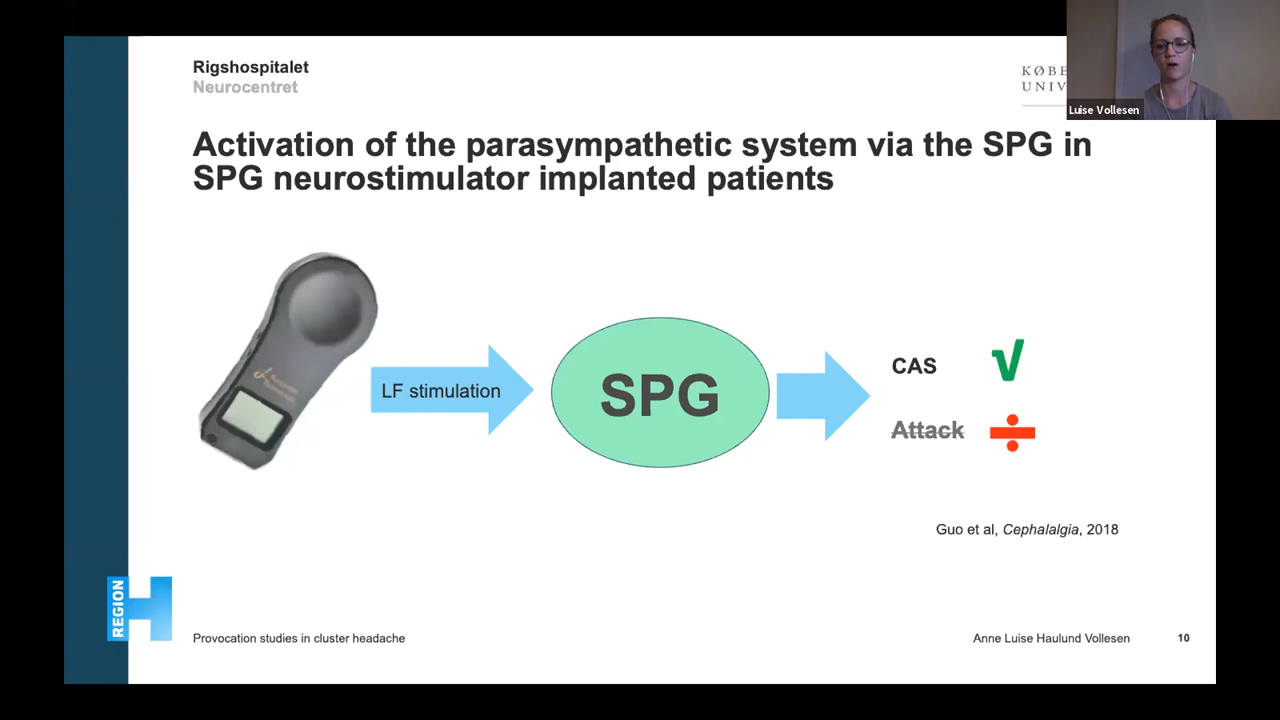 Rigshospitalet
Neurocentret
KØBE
UNIV
Luise Vollesen
Activation of the parasympathetic system via the SPG in
SPG neurostimulator implanted patients
LF stimulation
SPG
CAS
Attack
Guo et al, Cephalalgia, 2018
REGION
H
Provocation studies in cluster headache
Anne Luise Haulund Vollesen
10